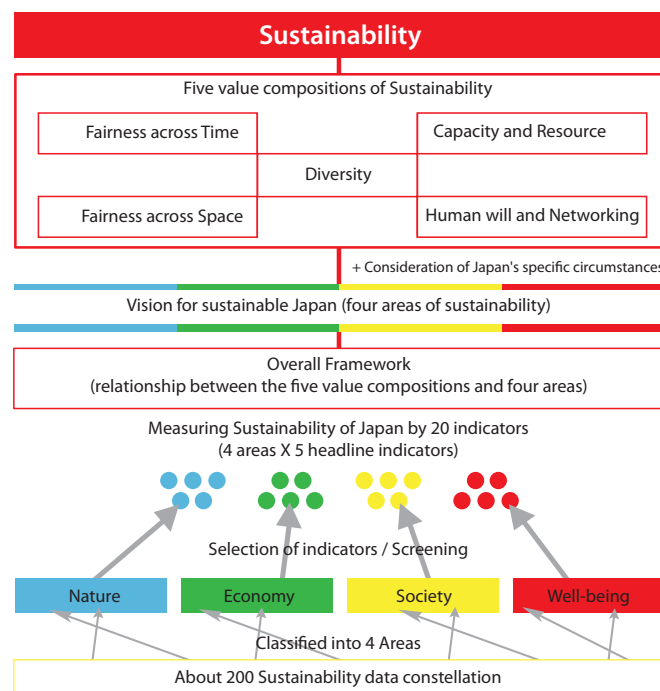 Sustainability
Five value compositions of Sustainability
Fairness across Time
Capacity and Resource
Diversity
Fairness across Space
Human will and Networking
+ Consideration of Japan's specific circumstances
Vision for sustainable Japan (four areas of sustainability)
Overall Framework
(relationship between the five value compositions and four areas)
Measuring Sustainability of Japan by 20 indicators
(4 areas X 5 headline indicators)
Selection of indicators / Screening
Nature
Economy
Society
Well-being
Classified into 4 Areas
About 200 Sustainability data constellation